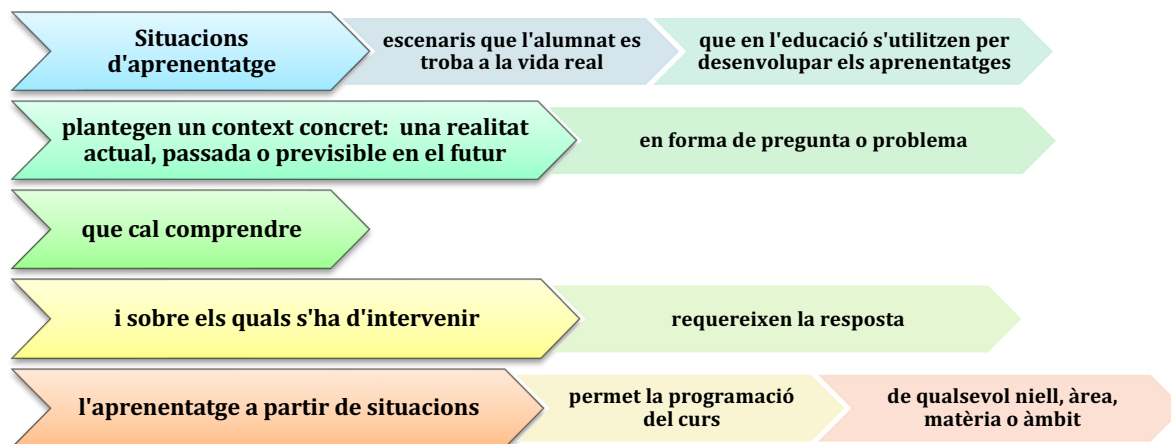 Situacions
d'aprenentatge
escenaris que l'alumnat es
troba a la vida real
que en l'educació s'utilitzen per
desenvolupar els aprenentatges
plantegen un context concret: una realitat
actual, passada o previsible en el futur
en forma de pregunta o problema
que cal comprendre
i sobre els quals s'ha d'intervenir
requereixen la resposta
l'aprenentatge a partir de situacions
permet la programació
del curs
de qualsevol niell, àrea,
matèria o àmbit